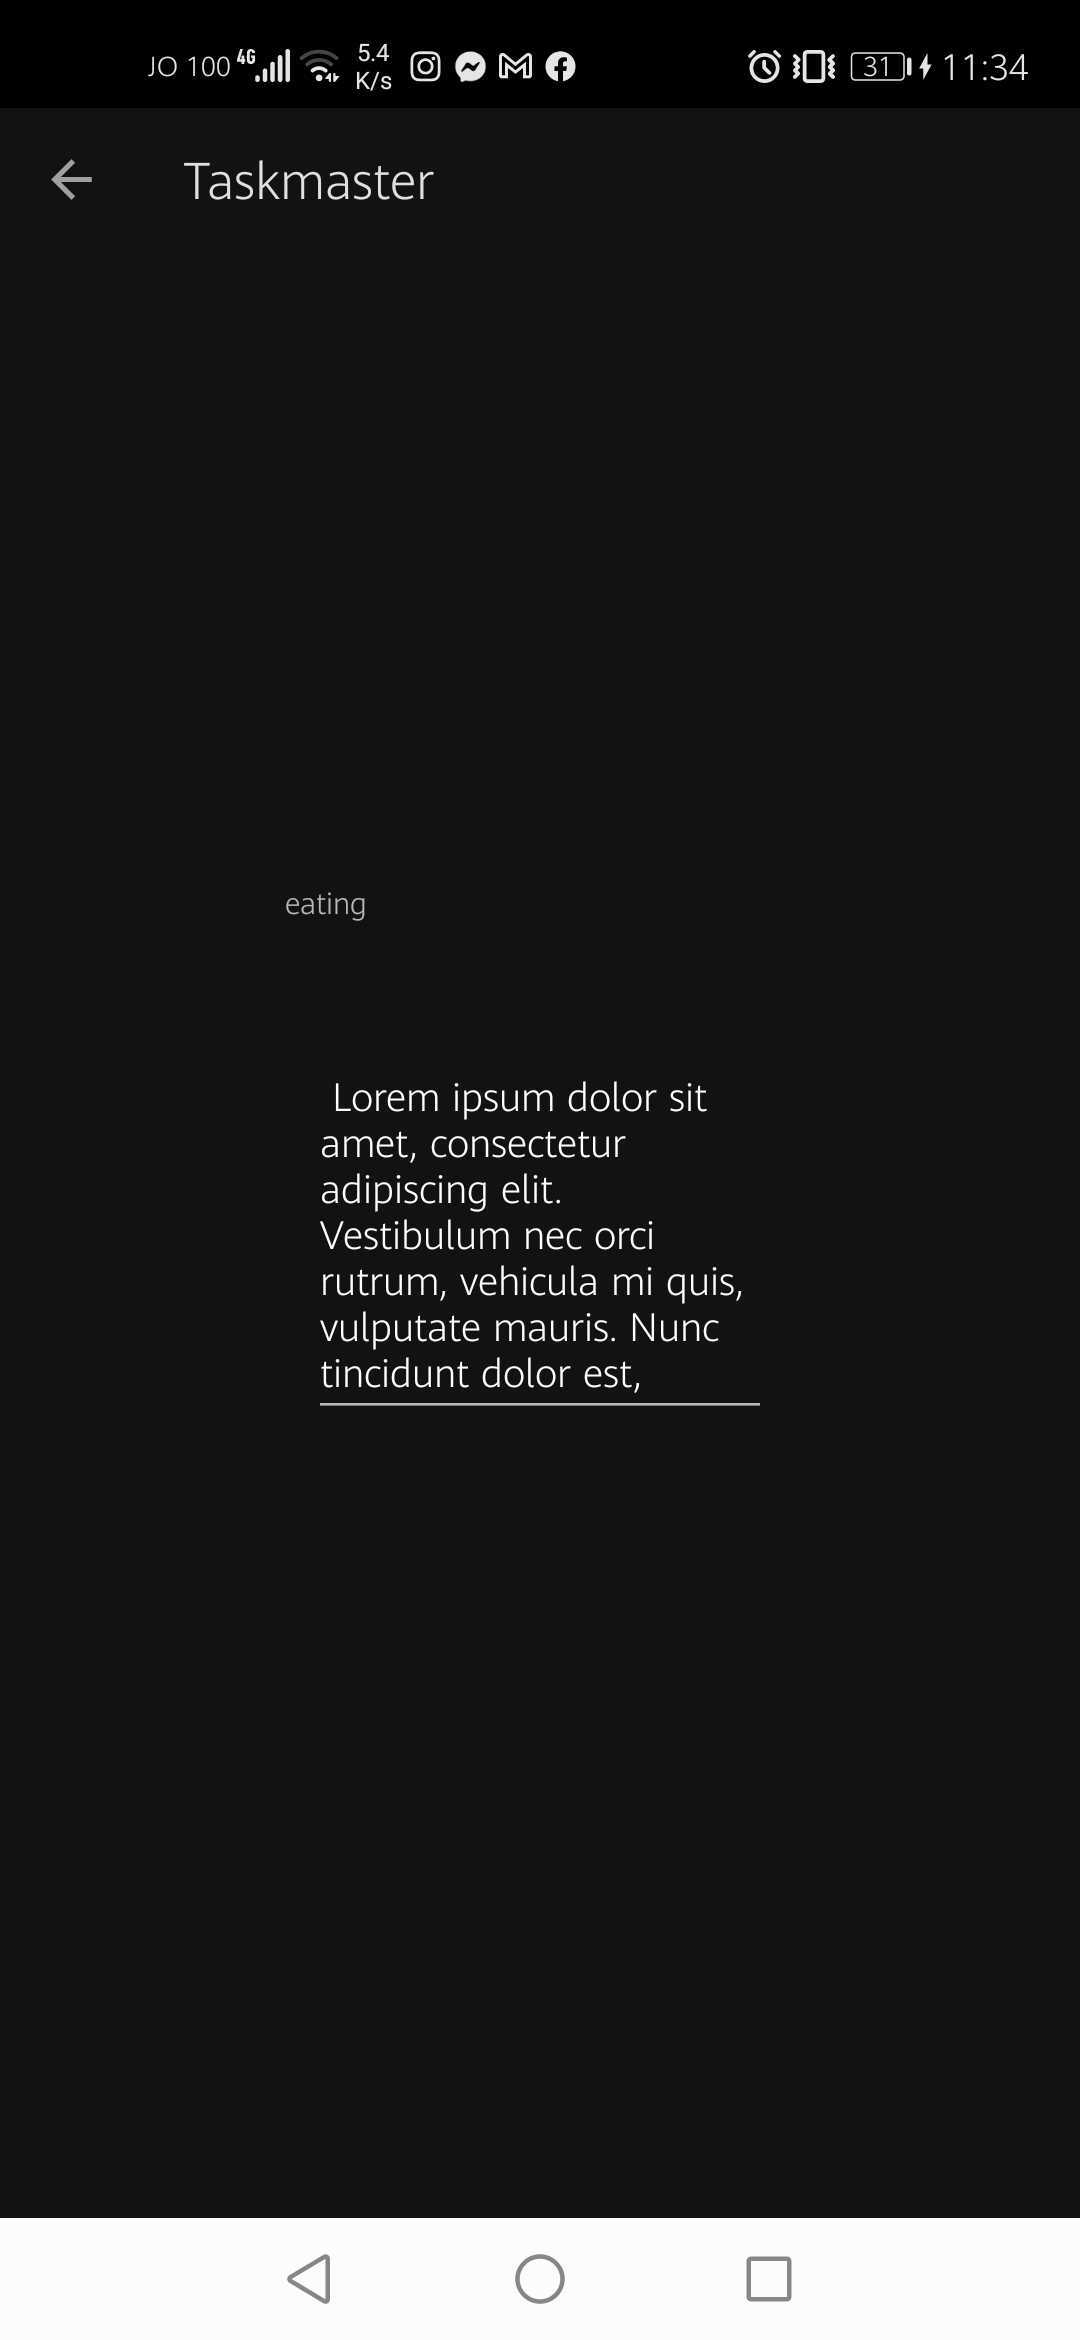 JO 100 4G 5.4 K/s 31 11:34
Taskmaster
eating
Lorem ipsum dolor sit
amet, consectetur
adipiscing elit.
Vestibulum nec orci
rutrum, vehicula mi quis,
vulputate mauris. Nunc
tincidunt dolor est,